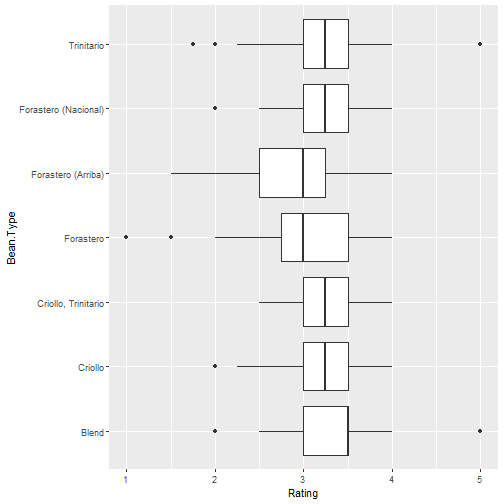 Trinitario
Forastero (Nacional)
Forastero (Arriba)
Forastero
Criollo, Trinitario
Criollo
Blend
Bean.Type
1 2 3 4 5
Rating